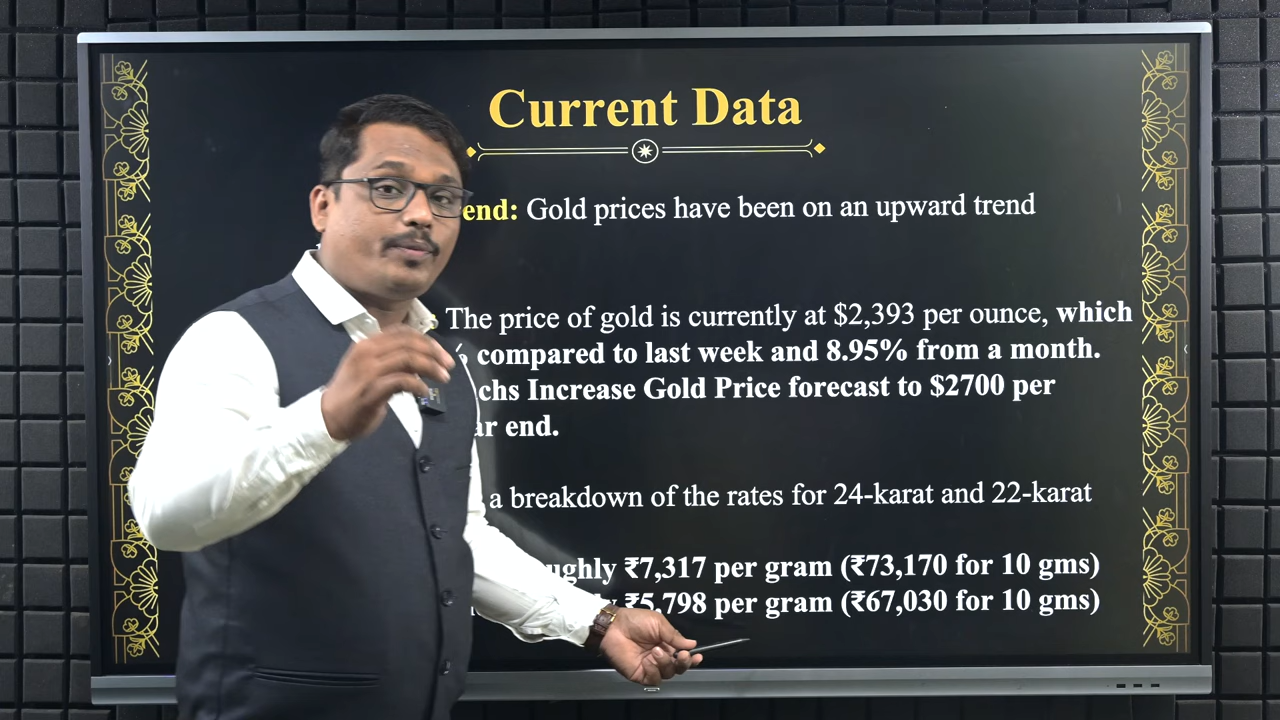 Current Data
end: Gold prices have been on an upward trend
The price of gold is currently at $2,393 per ounce, which
% compared to last week and 8.95% from a month.
chs Increase Gold Price forecast to $2700 per
ar end.
a breakdown of the rates for 24-karat and 22-karat
ughly ₹7,317 per gram (₹73,170 for 10 gms)
₹5,798 per gram (₹67,030 for 10 gms)